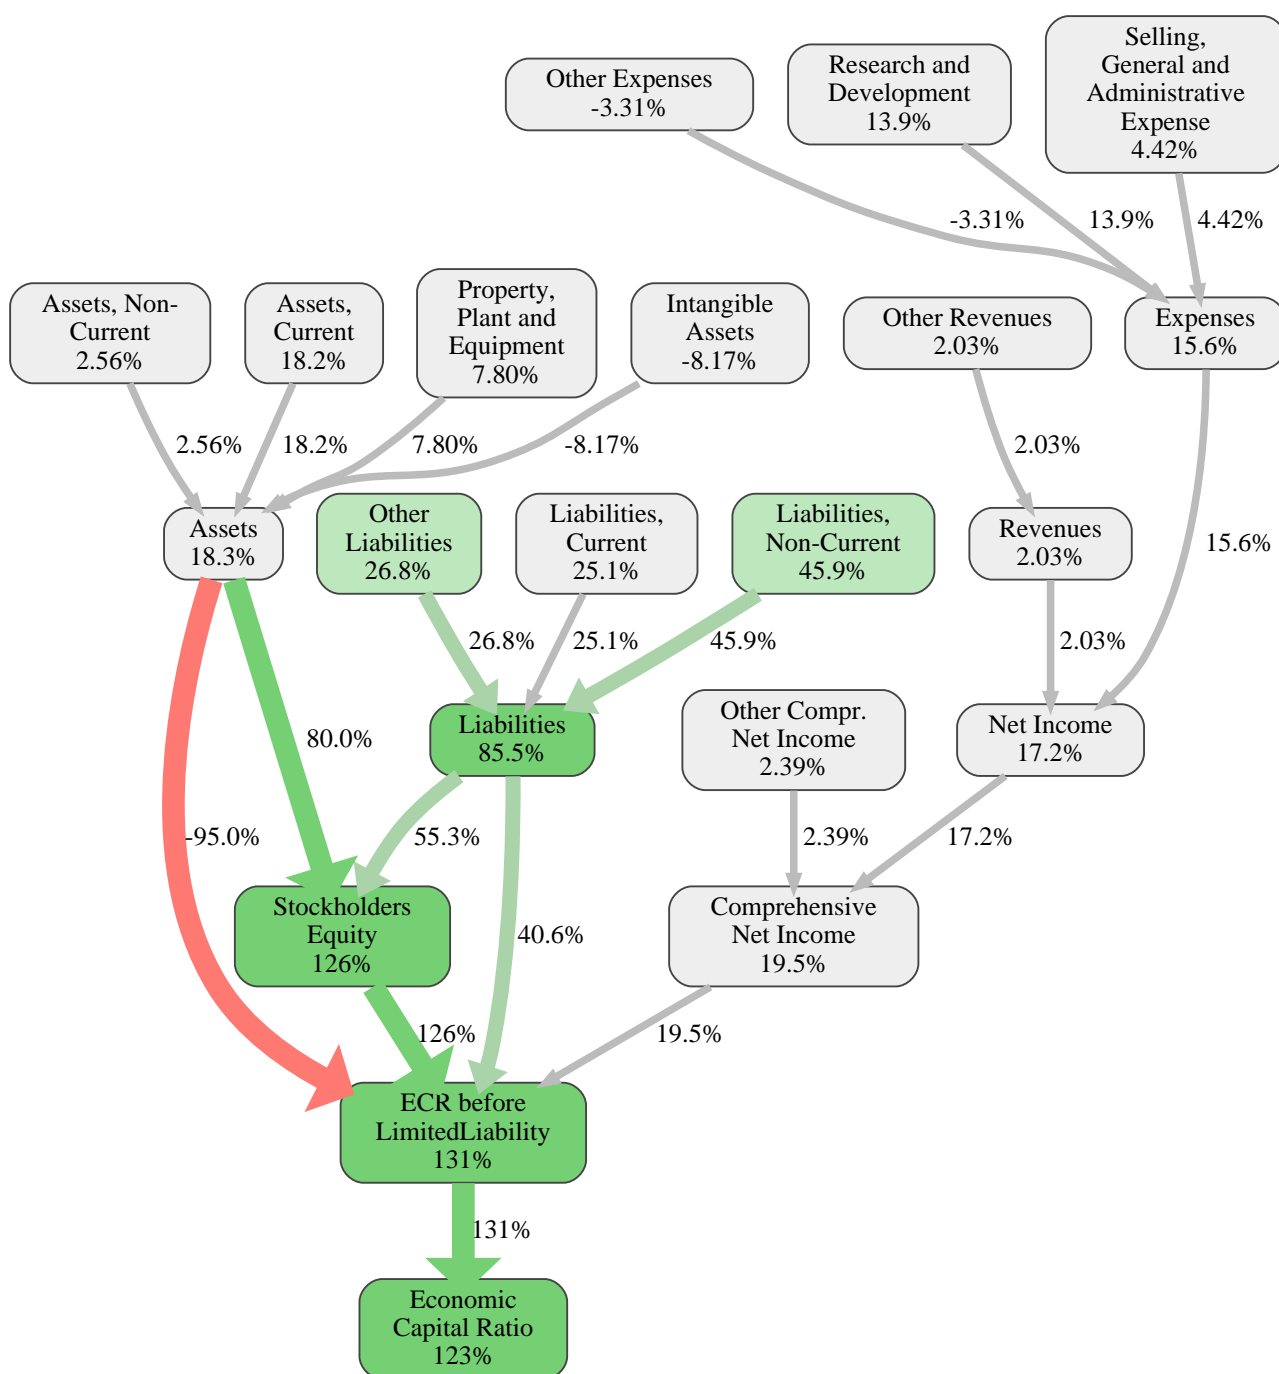 Selling,
General and
Administrative
Expense
4.42%
Research and
Development
13.9%
Other Expenses
-3.31%
-3.31%
13.9%
4.42%
Assets, Non-
Current
2.56%
Assets,
Current
18.2%
Property,
Plant and
Equipment
7.80%
Intangible
Assets
-8.17%
Other Revenues
2.03%
Expenses
15.6%
2.56%
18.2%
7.80%
-8.17%
2.03%
15.6%
Assets
18.3%
Other
Liabilities
26.8%
Liabilities,
Current
25.1%
Liabilities,
Non-Current
45.9%
Revenues
2.03%
26.8%
25.1%
45.9%
2.03%
Liabilities
85.5%
Other Compr.
Net Income
2.39%
Net Income
17.2%
80.0%
-95.0%
55.3%
2.39%
17.2%
Stockholders
Equity
126%
40.6%
Comprehensive
Net Income
19.5%
126%
19.5%
ECR before
LimitedLiability
131%
131%
Economic
Capital Ratio
123%